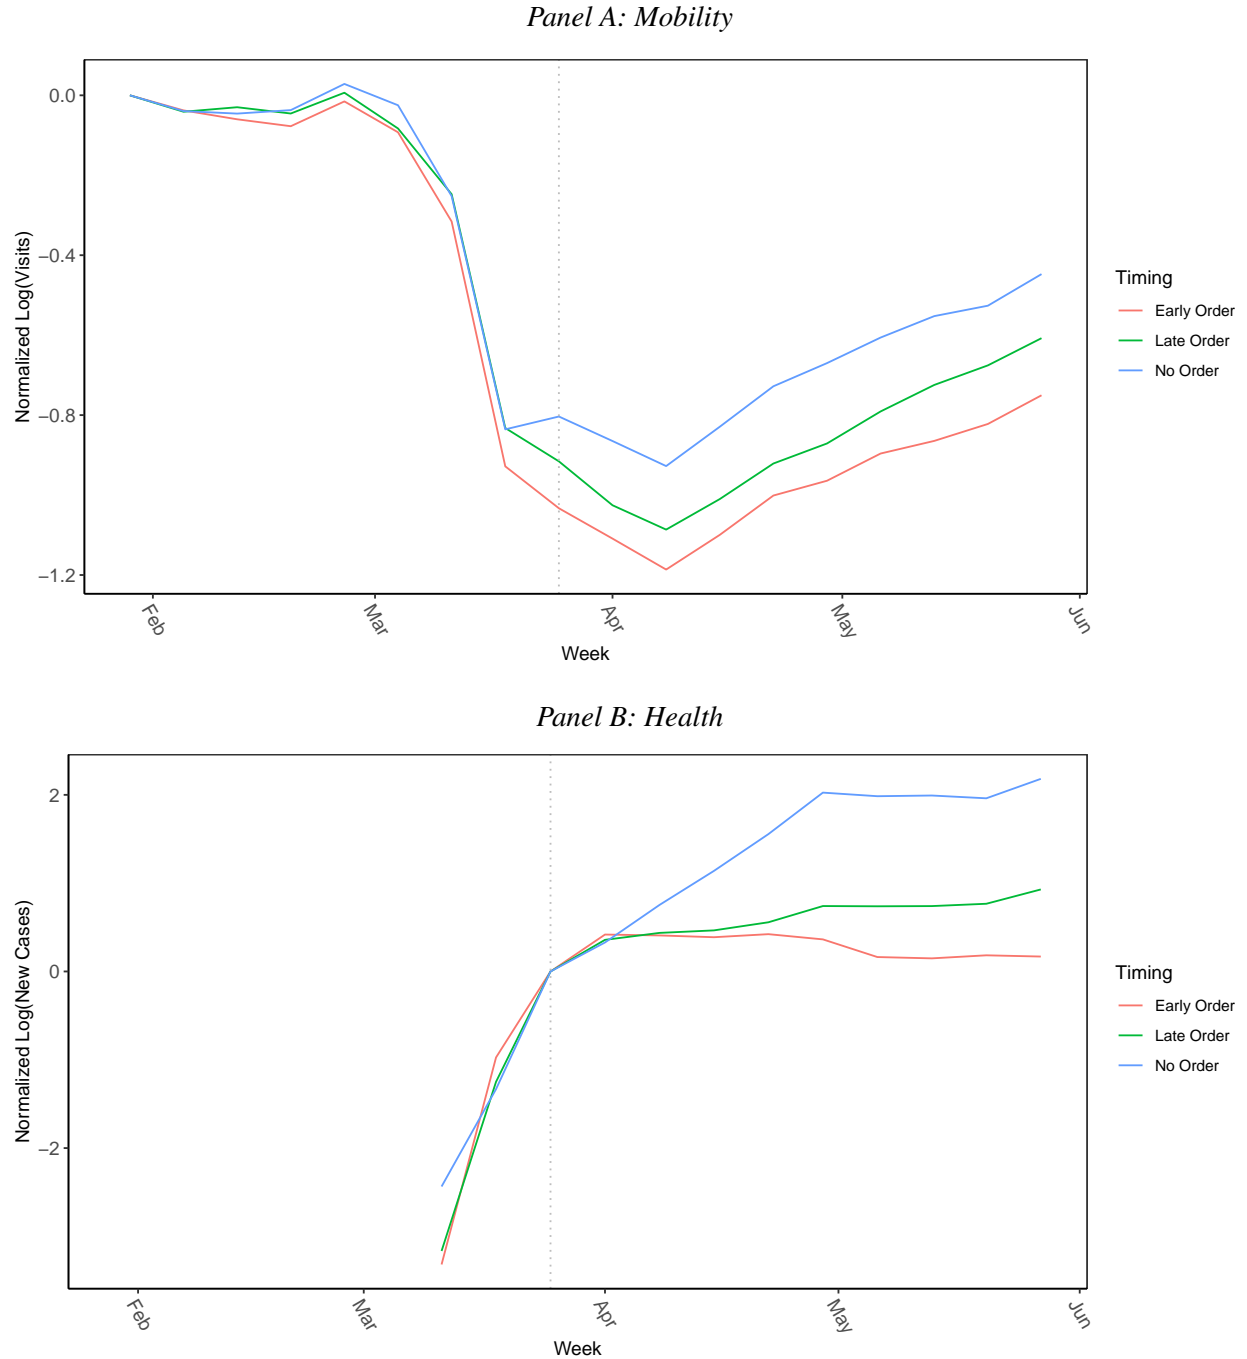 Panel A: Mobility
0.0
−0.4
−0.8
−1.2
Normalized Log(Visits)
Feb
Mar
Apr
May
Jun
Week
Timing
Early Order
Late Order
No Order
Panel B: Health
2
0
−2
Normalized Log(New Cases)
Feb
Mar
Apr
May
Jun
Week
Timing
Early Order
Late Order
No Order